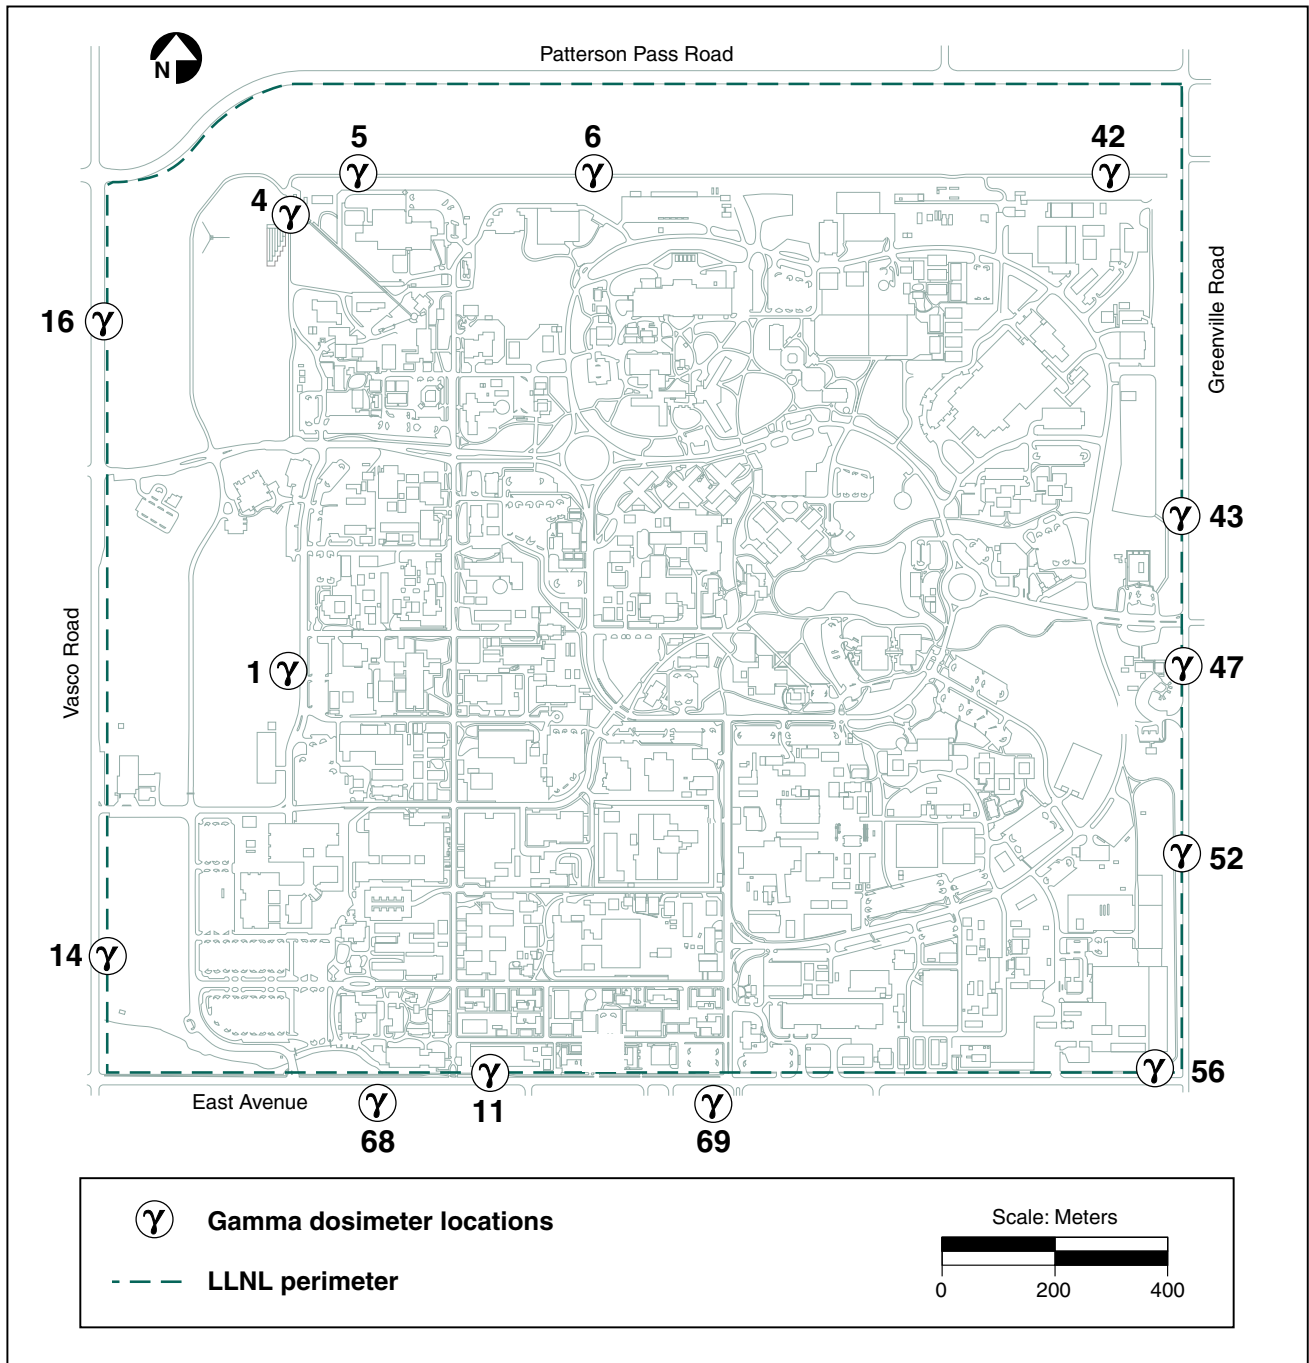 Patterson Pass Road
N
5
6
42
4
γ
γ
γ
γ
16
γ
Greenville Road
γ
43
Vasco Road
1
γ
γ
47
γ
52
14
γ
γ
56
γ
East Avenue
γ
11
γ
68
69
γ Gamma dosimeter locations
LLNL perimeter
Scale: Meters
0 200 400